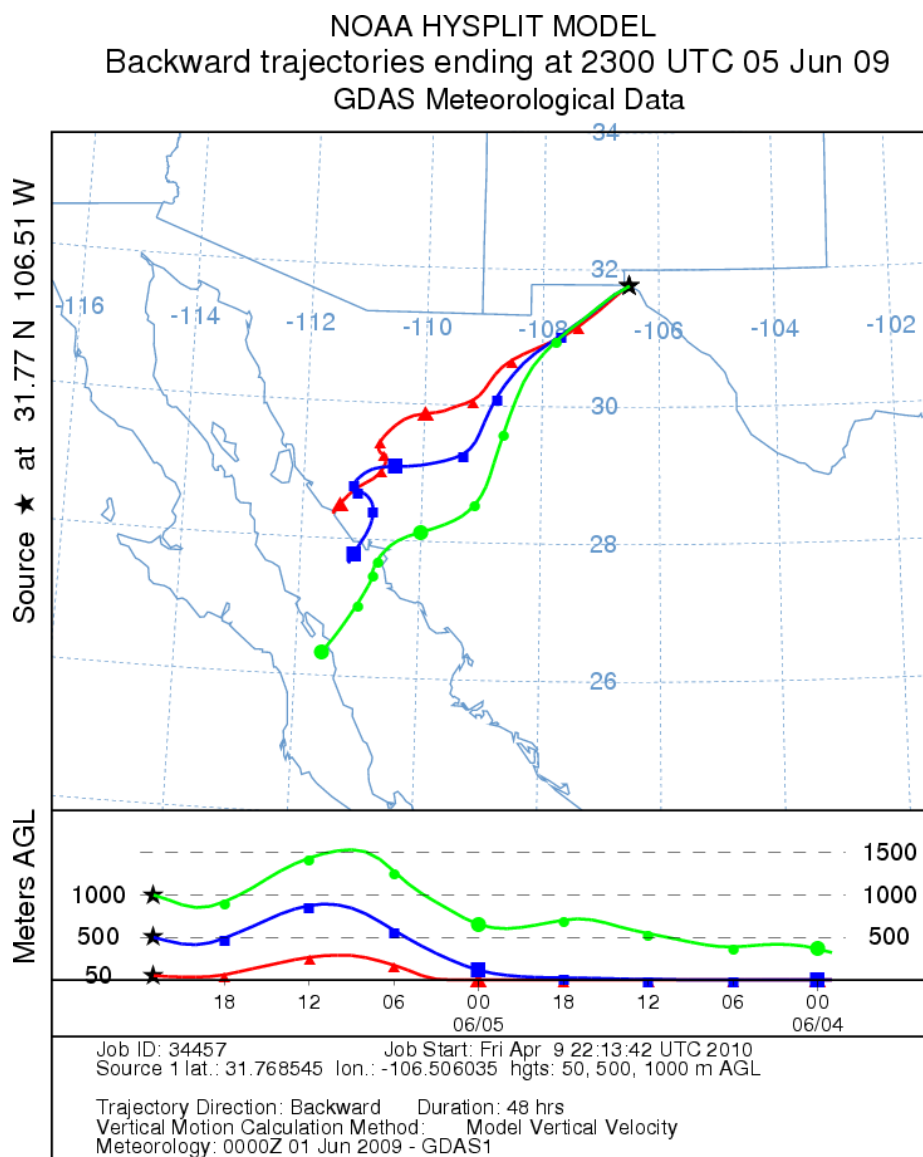 NOAA HYSPLIT MODEL
Backward trajectories ending at 2300 UTC 05 Jun 09
GDAS Meteorological Data
Source ★ at 31.77 N 106.51 W
34
32
-116
-114
-112
-110
-108
-106
-104
-102
30
28
26
Meters AGL
1500
1000
1000
500
500
50
18
12
06
00
18
12
06
00
06/05
06/04
Job ID: 34457 Job Start: Fri Apr 9 22:13:42 UTC 2010
Source 1 lat.: 31.768545 lon.: -106.506035 hgts: 50, 500, 1000 m AGL
Trajectory Direction: Backward Duration: 48 hrs
Vertical Motion Calculation Method: Model Vertical Velocity
Meteorology: 0000Z 01 Jun 2009 - GDAS1